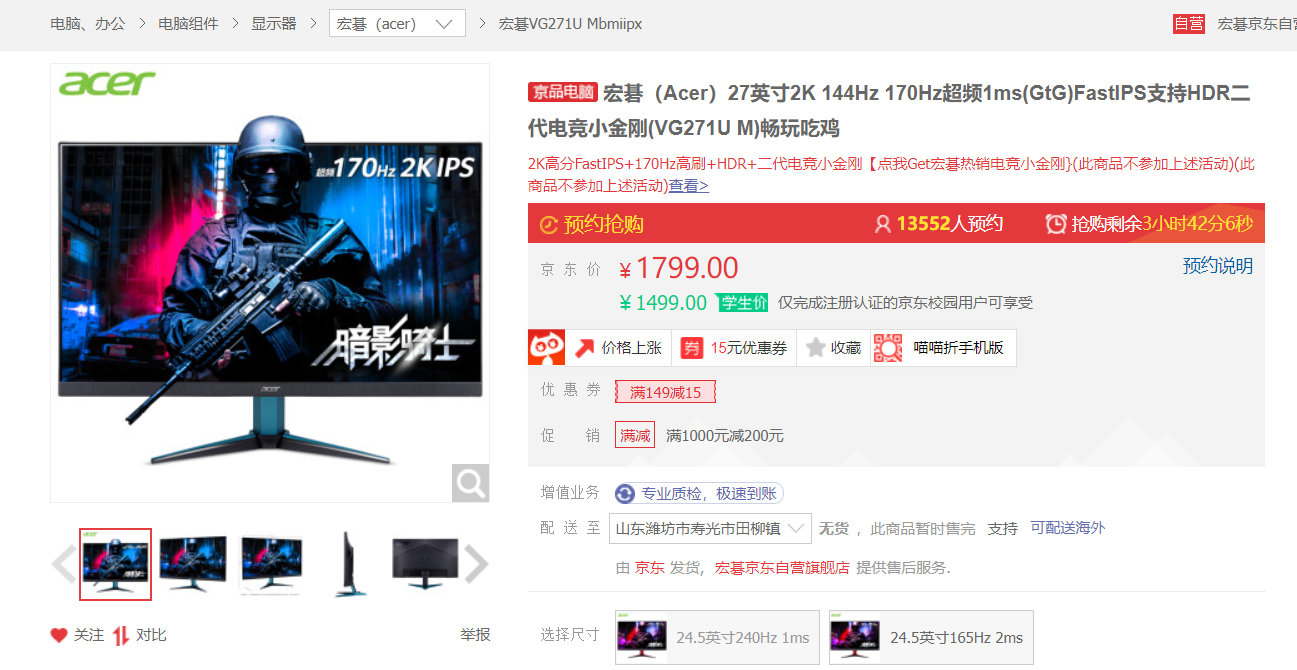 电脑、办公 > 电脑组件 > 显示器 > 宏碁（acer） > 宏碁VG271U Mbmiipx
自营 宏碁京东自营
acer
超频170Hz 2K IPS
暗影骑士
acer
京品电脑 宏碁（Acer）27英寸2K 144Hz 170Hz超频1ms(GtG)FastIPS支持HDR二
代电竞小金刚(VG271U M)畅玩吃鸡
2K高分FastIPS+170Hz高刷+HDR+二代电竞小金刚【点我Get宏碁热销电竞小金刚}(此商品不参加上述活动)(此
商品不参加上述活动)查看>
预约抢购 13552人预约 抢购剩余3小时42分6秒
京东价 ¥1799.00 预约说明
¥1499.00 学生价 仅完成注册认证的京东校园用户可享受
价格上涨 券 15元优惠券 收藏 喵喵折手机版
优惠券 满149减15
促销 满减 满1000元减200元
增值业务 专业质检，极速到账
配送至 山东潍坊市寿光市田柳镇 无货 ，此商品暂时售完 支持 可配送海外
由 京东 发货，宏碁京东自营旗舰店 提供售后服务.
选择尺寸 24.5英寸240Hz 1ms 24.5英寸165Hz 2ms
关注 对比 举报